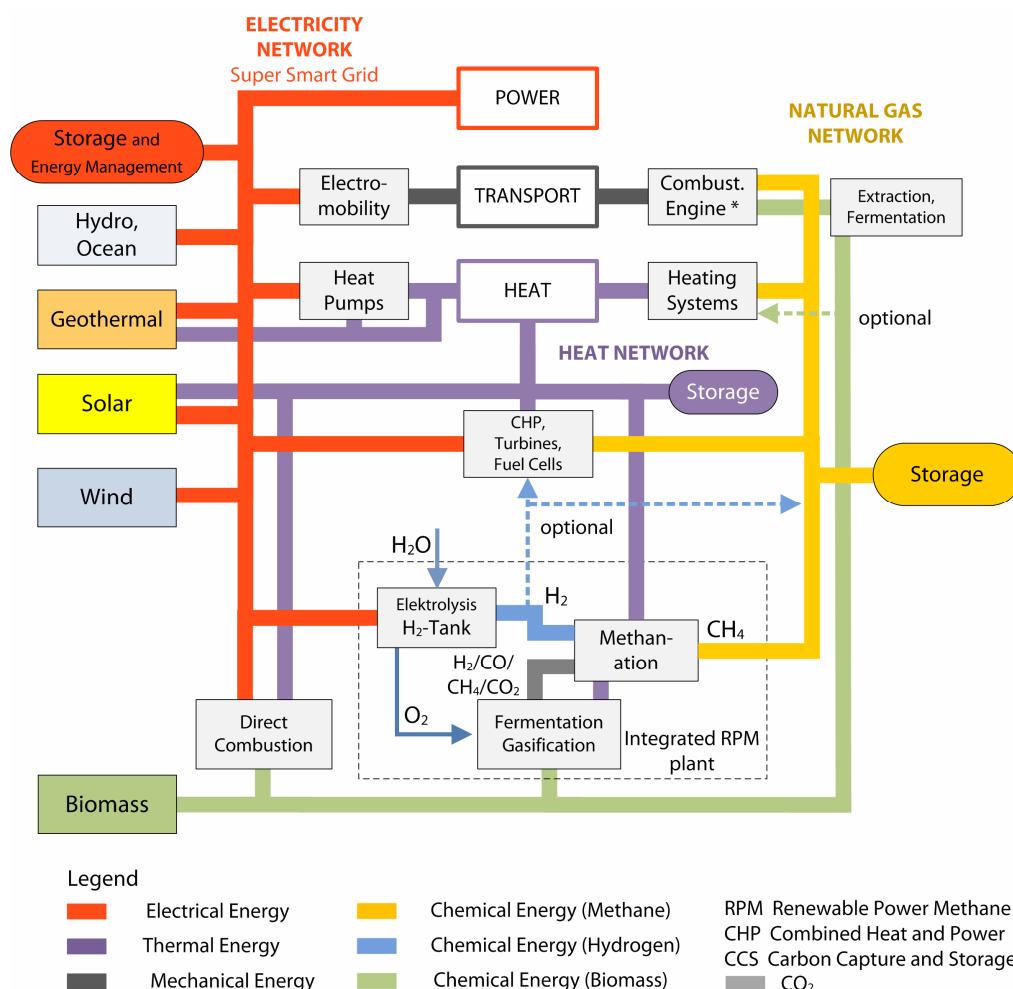 ELECTRICITY
NETWORK
Super Smart Grid
POWER
NATURAL GAS
NETWORK
Storage and
Energy Management
Electro-
mobility
TRANSPORT
Combust.
Engine *
Extraction,
Fermentation
Hydro,
Ocean
Heat
Pumps
HEAT
Heating
Systems
Geothermal
optional
HEAT NETWORK
Solar
Storage
CHP,
Turbines,
Fuel Cells
Storage
Wind
optional
H₂O
Elektrolysis
H₂-Tank
H₂
Methan-
ation
CH₄
H₂/CO/
CH₄/CO₂
O₂
Direct
Combustion
Fermentation
Gasification
Integrated RPM
plant
Biomass
Legend
Electrical Energy
Chemical Energy (Methane)
RPM Renewable Power Methane
Thermal Energy
Chemical Energy (Hydrogen)
CHP Combined Heat and Power
CCS Carbon Capture and Storage
Mechanical Energy
Chemical Energy (Biomass)
CO₂